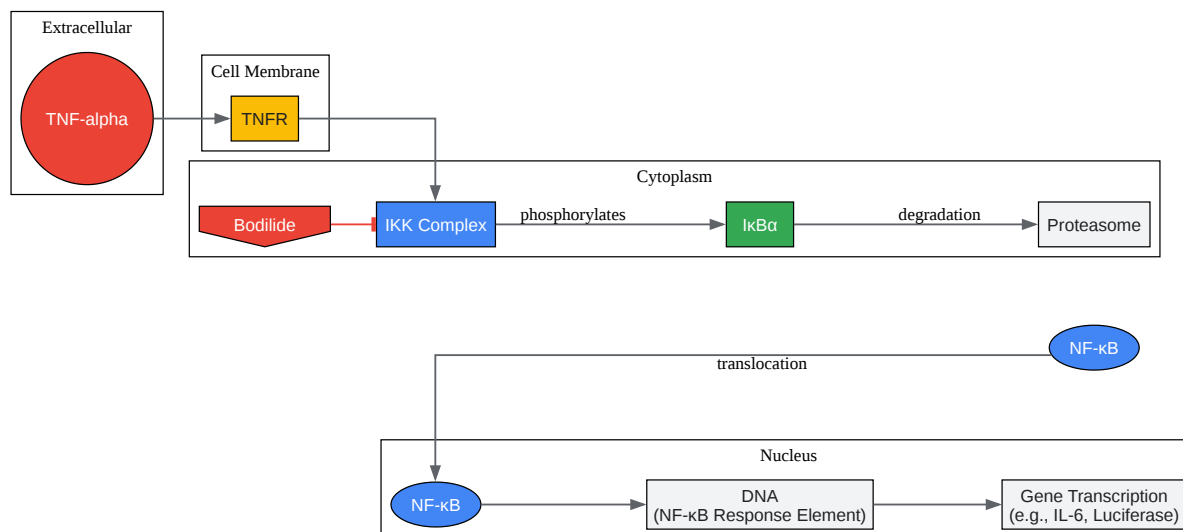 Extracellular
TNF-alpha
Cell Membrane
TNFR
Cytoplasm
Bodilide
IKK Complex
phosphorylates
IκBα
degradation
Proteasome
NF-κB
translocation
Nucleus
NF-κB
DNA
(NF-κB Response Element)
Gene Transcription
(e.g., IL-6, Luciferase)